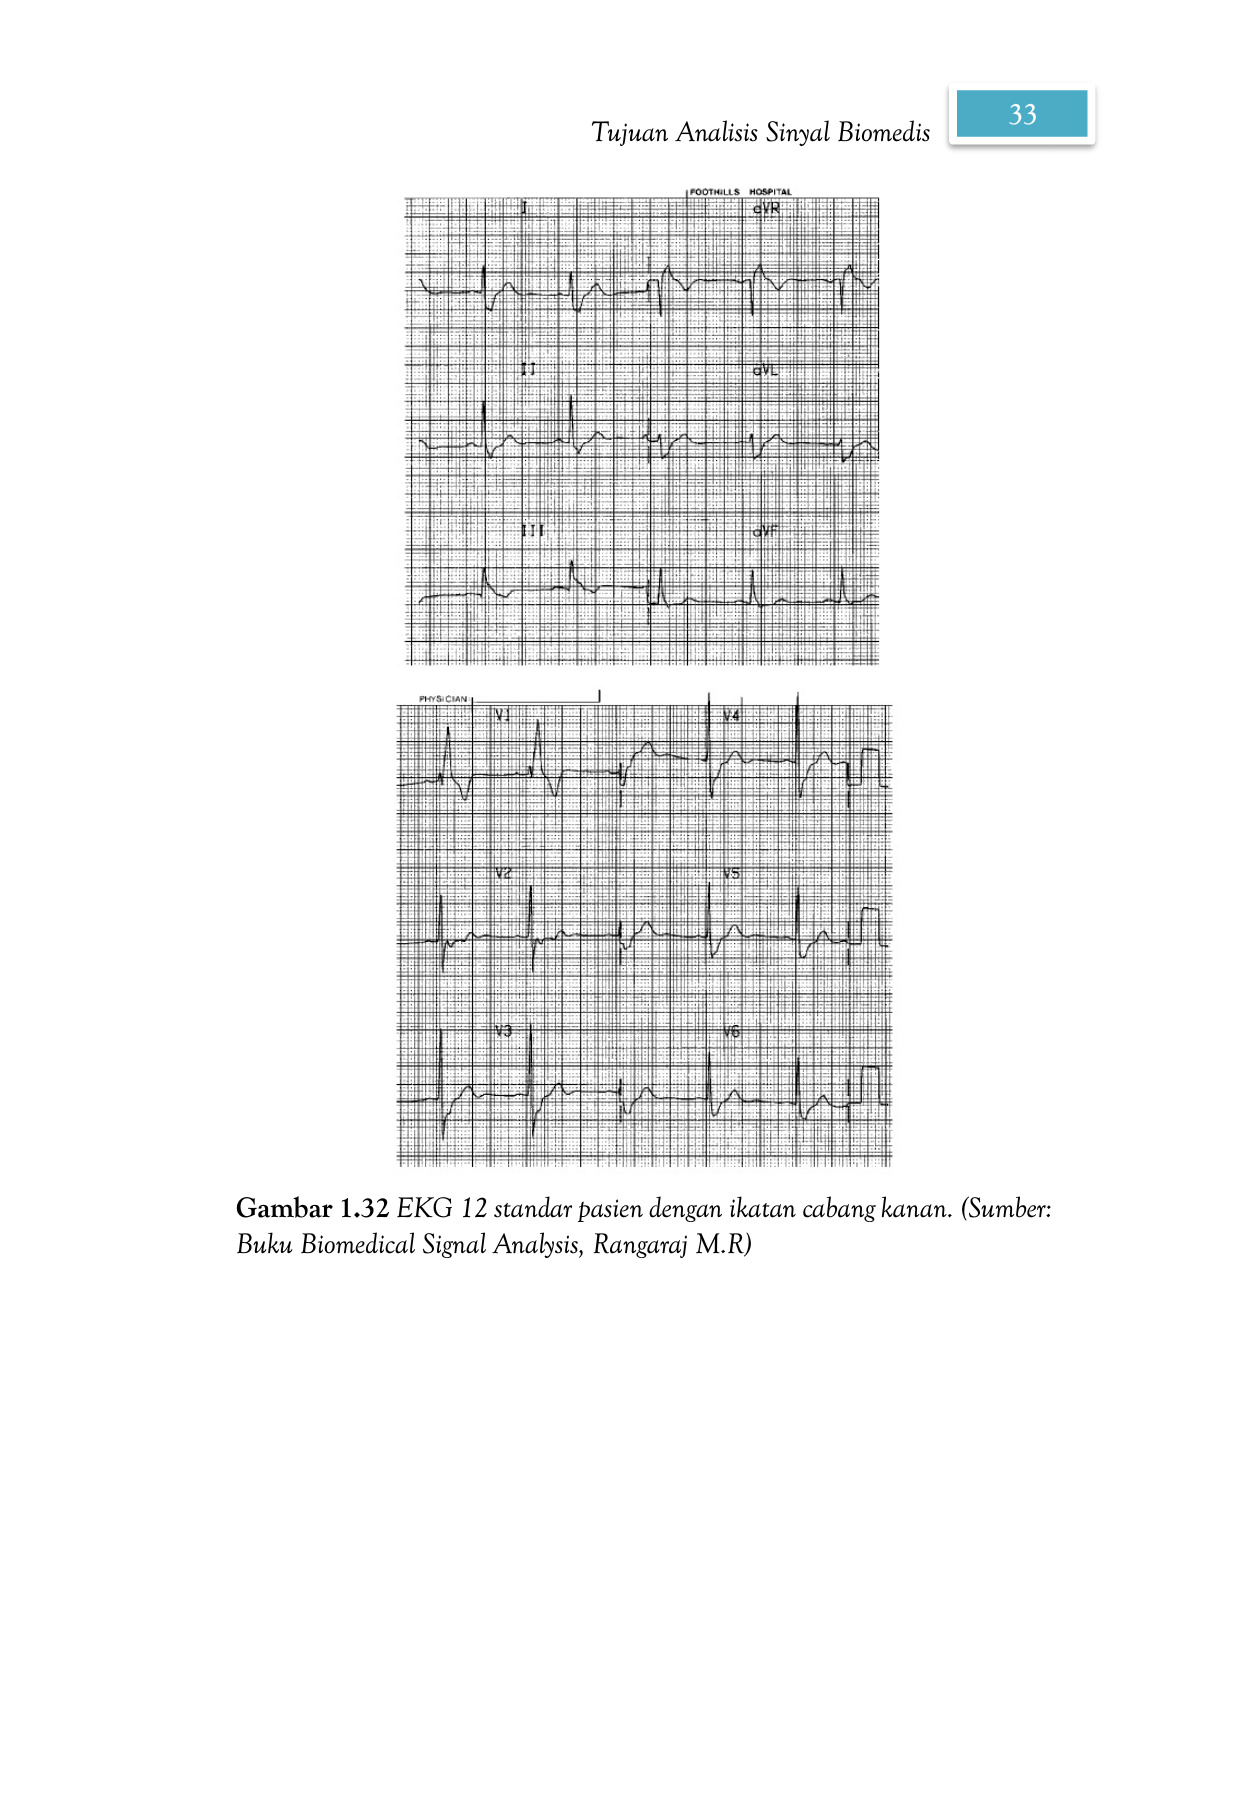 Tujuan Analisis Sinyal Biomedis
33
FOOTHILLS HOSPITAL
I aVR
II aVL
III aVF
PHYSICIAN
V1 V4
V2 V5
V3 V6
Gambar 1.32 EKG 12 standar pasien dengan ikatan cabang kanan. (Sumber:
Buku Biomedical Signal Analysis, Rangaraj M.R)